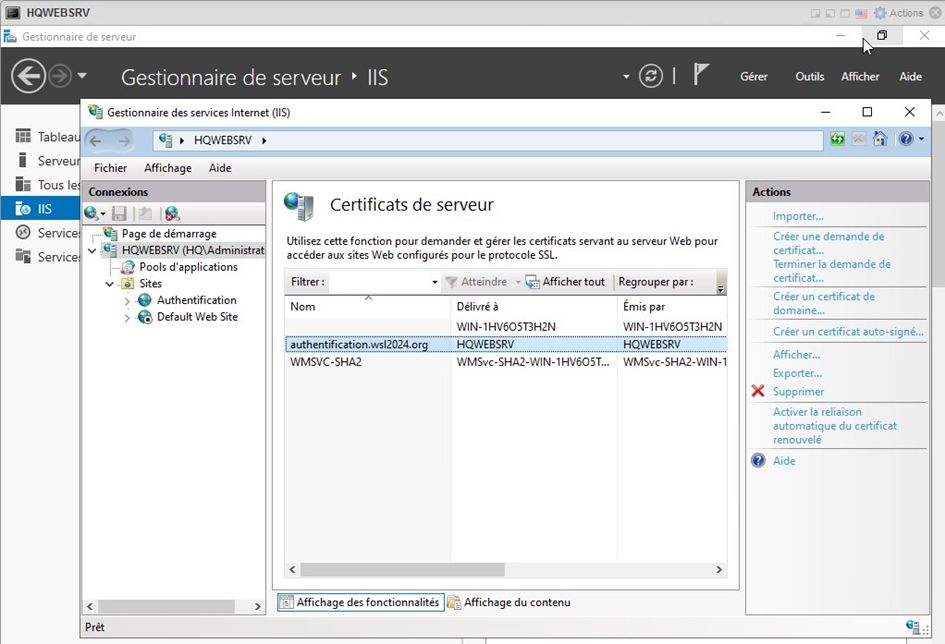 HQWEBSRV
Actions
Gestionnaire de serveur
Gestionnaire de serveur IIS
Gérer Outils Afficher Aide
Tableau
Serveur
Tous les
IIS
Services
Services
Gestionnaire des services Internet (IIS)
HQWEBSRV
Fichier Affichage Aide
Connexions
Page de démarrage
HQWEBSRV (HQ\Administrat
Pools d'applications
Sites
Authentification
Default Web Site
Certificats de serveur
Utilisez cette fonction pour demander et gérer les certificats servant au serveur Web pour
accéder aux sites Web configurés pour le protocole SSL.
Filtrer : Atteindre Afficher tout Regrouper par :
Nom Délivré à Émis par
WIN-1HV6O5T3H2N WIN-1HV6O5T3H2N
authentification.wsl2024.org HQWEBSRV HQWEBSRV
WMSVC-SHA2 WMSvc-SHA2-WIN-1HV6O5T... WMSvc-SHA2-WIN-1
Affichage des fonctionnalités Affichage du contenu
Actions
Importer...
Créer une demande de
certificat...
Terminer la demande de
certificat...
Créer un certificat de
domaine...
Créer un certificat auto-signé...
Afficher...
Exporter...
Supprimer
Activer la reliaison
automatique du certificat
renouvelé
Aide
Prêt